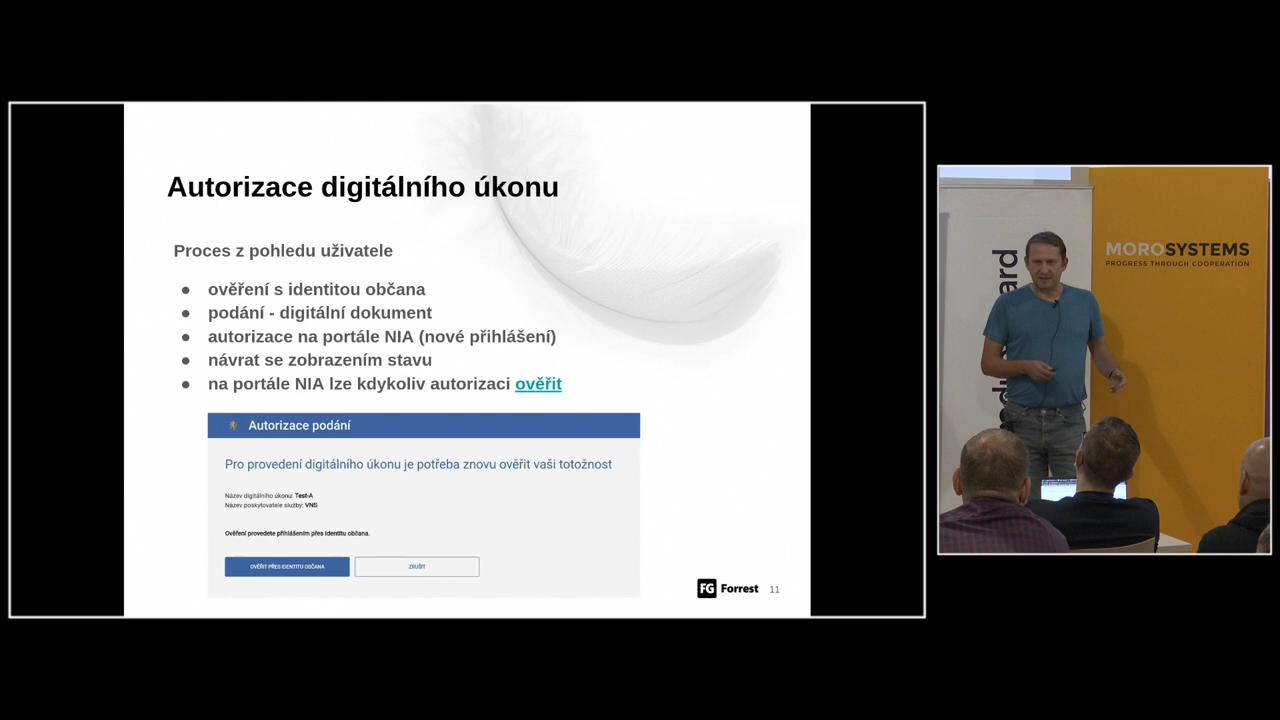 Autorizace digitálního úkonu
Proces z pohledu uživatele
● ověření s identitou občana
● podání - digitální dokument
● autorizace na portále NIA (nové přihlášení)
● návrat se zobrazením stavu
● na portále NIA lze kdykoliv autorizaci ověřit
Autorizace podání
Pro provedení digitálního úkonu je potřeba znovu ověřit vaši totožnost
Název digitálního úkonu: Test-A
Název poskytovatele služby: VNS
Ověření provedete přihlášením přes Identitu občana.
OVĚŘIT PŘES IDENTITU OBČANA
ZRUŠIT
FG Forrest 11
MOROSYSTEMS
PROGRESS THROUGH COOPERATION